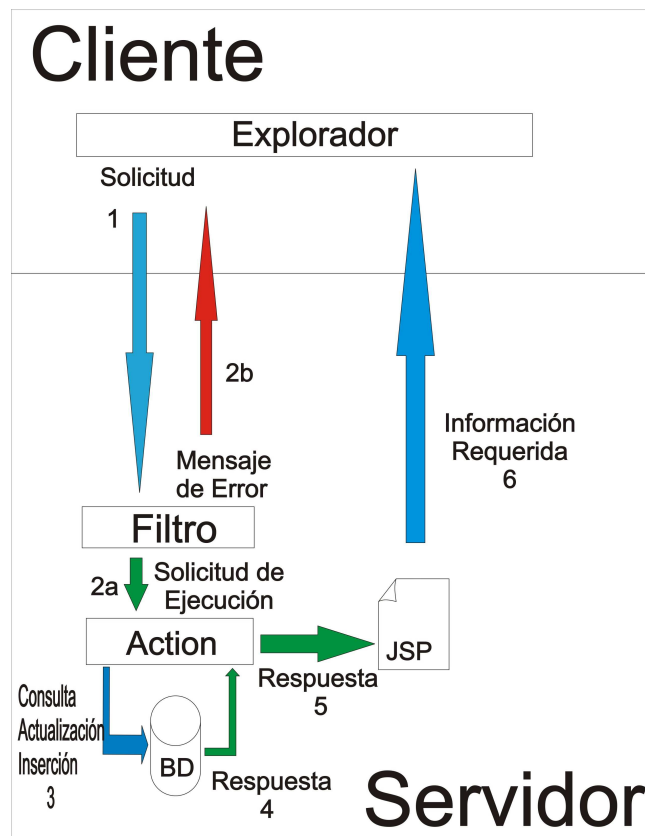 Cliente
Explorador
Solicitud
1
2b
Mensaje
de Error
Información
Requerida
6
Filtro
2a
Solicitud de
Ejecución
Action
JSP
Respuesta
5
Consulta
Actualización
Inserción
3
BD
Respuesta
4
Servidor